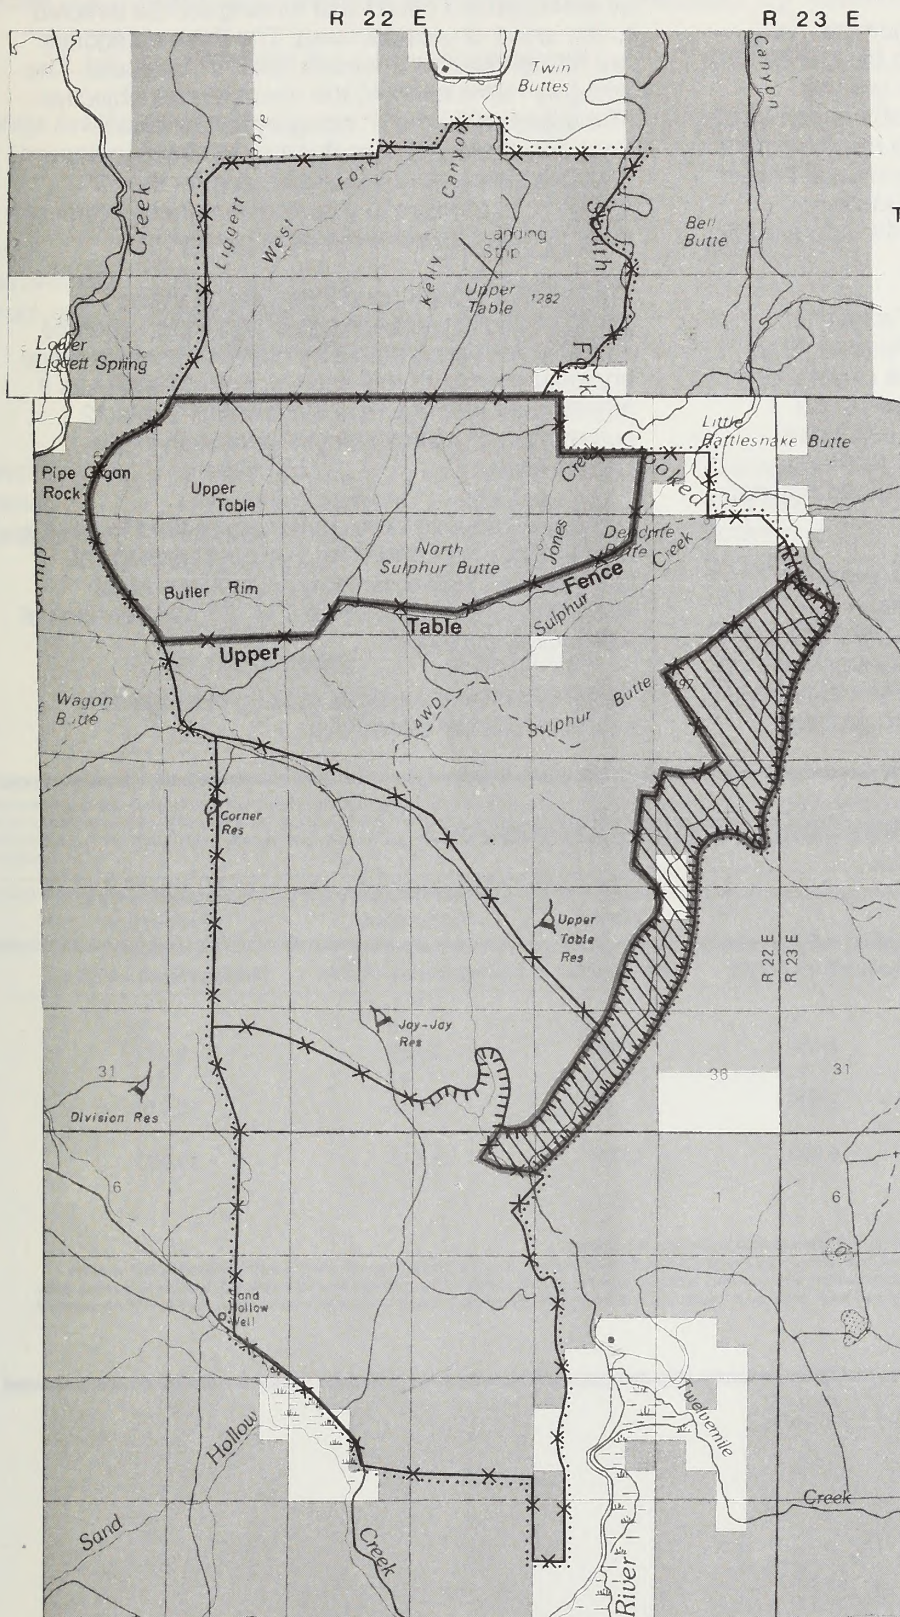 R 22 E
R 23 E
Canyon
Twin
Buttes
Table
Fork
Canyon
Creek
Liggett
West
Kelly
Landing
Strip
South
Bell
Butte
T
Upper
Table
1282
Lower
Liggett Spring
Fork
Little
Rattlesnake Butte
Creek
Crooked
Pipe Organ
Rock
Upper
Table
North
Sulphur Butte
Jones
Dendrite
Butte
Creek
Butler Rim
Fence
Sulphur
Table
Upper
Wagon
Butte
4WD
Sulphur Butte
Corner
Res
Upper
Table
Res
R 22 E
R 23 E
Jay-Jay
Res
31
36
31
Division Res
6
1
6
Sand
Hollow
Well
Twelvemile
Hollow
Sand
Creek
Creek
River